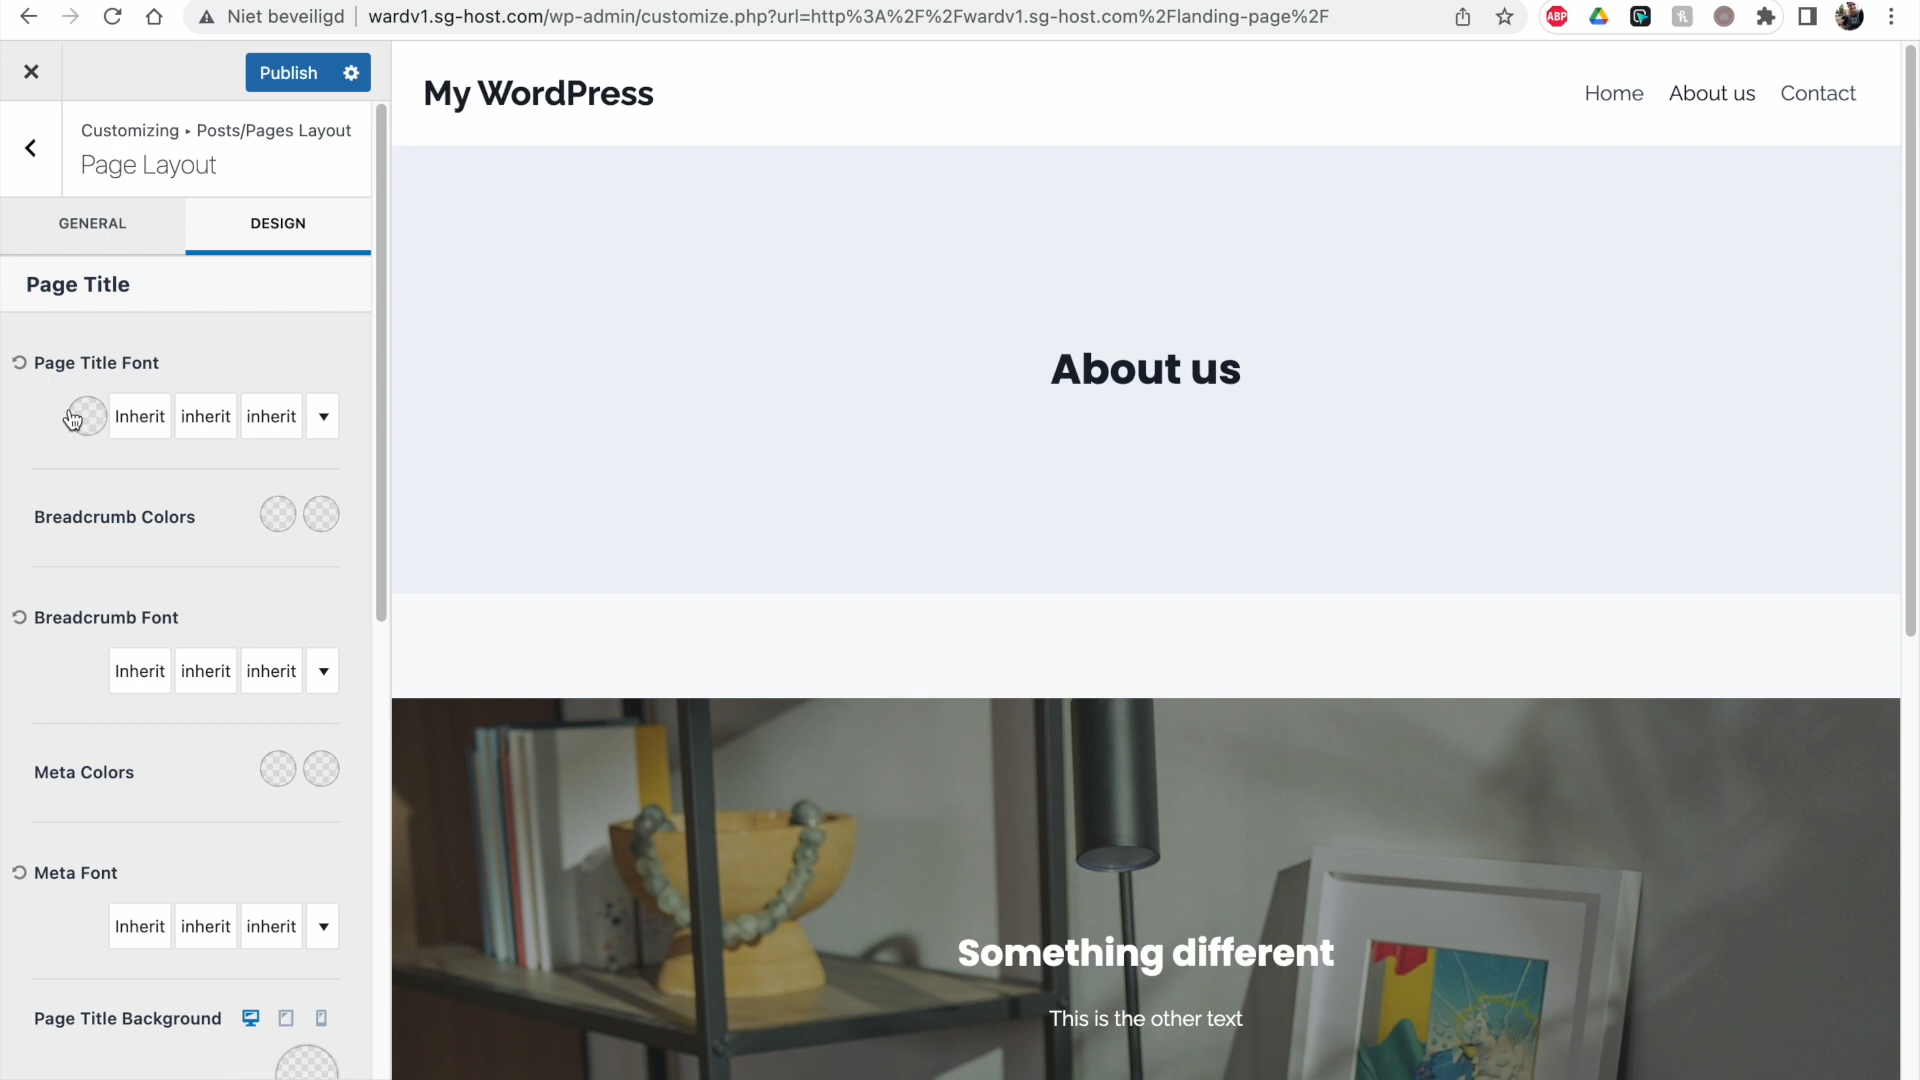 Niet beveiligd
wardv1.sg-host.com/wp-admin/customize.php?url=http%3A%2F%2Fwardv1.sg-host.com%2Flanding-page%2F
ABP
Publish
Customizing ▸ Posts/Pages Layout
Page Layout
GENERAL
DESIGN
Page Title
Page Title Font
Inherit inherit inherit
Breadcrumb Colors
Breadcrumb Font
Inherit inherit inherit
Meta Colors
Meta Font
Inherit inherit inherit
Page Title Background
My WordPress
Home About us Contact
About us
Something different
This is the other text